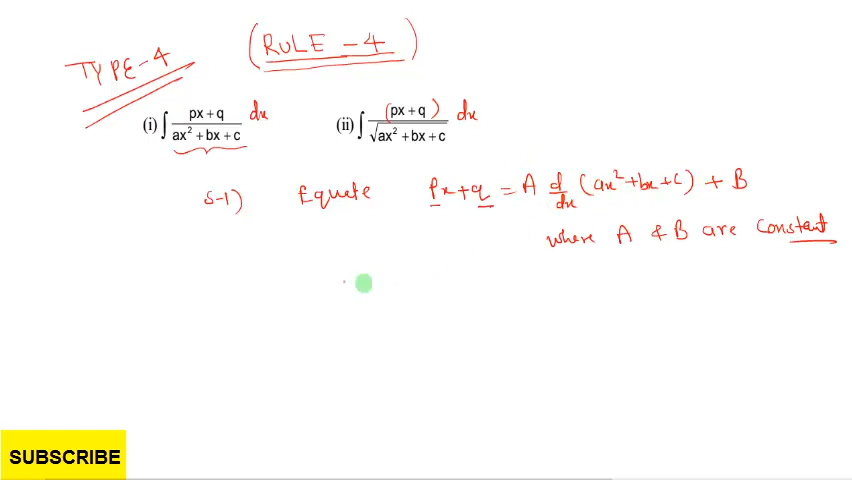 TYPE-4 (RULE-4)
(i) ∫ px + q / ax² + bx + c dx (ii) ∫ (px + q) / √ax² + bx + c dx
S-1) Equate px+q = A d/dx (ax²+bx+c) + B
where A & B are constant
SUBSCRIBE